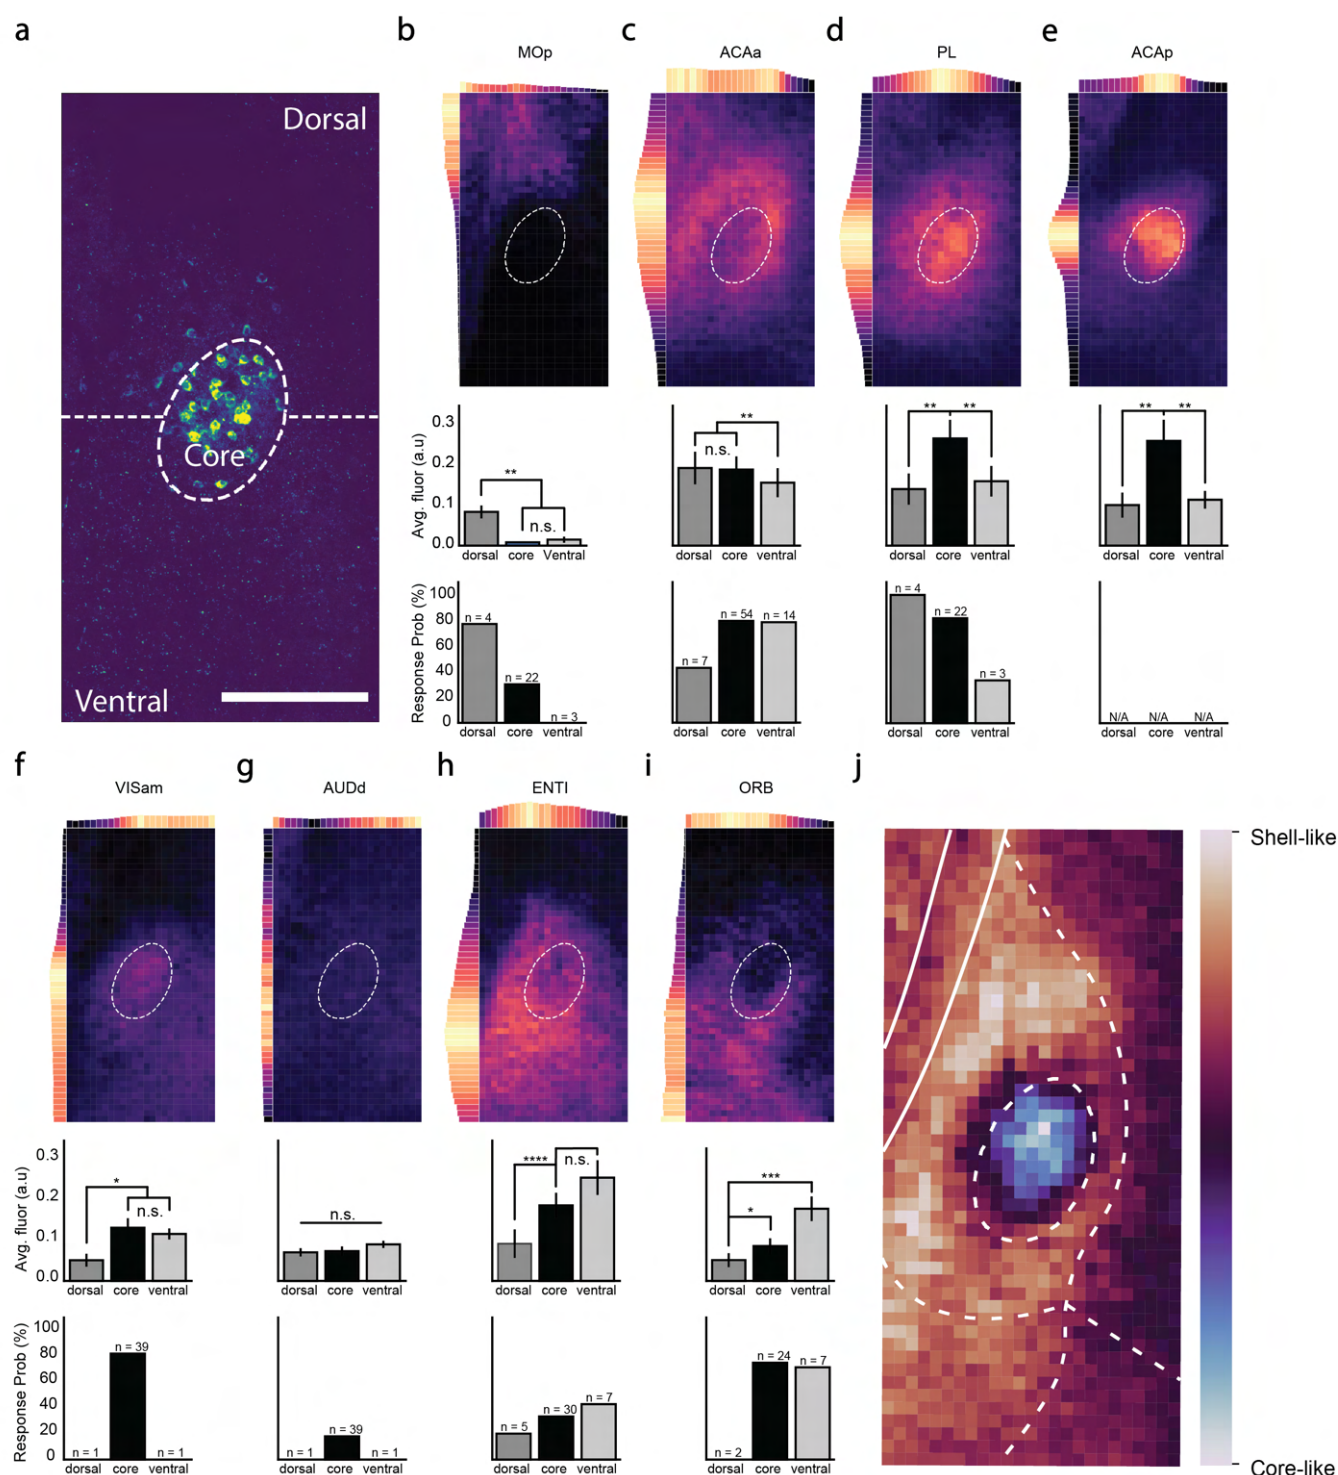 a
b
c
d
e
MOp
ACAa
PL
ACAp
Dorsal
Core
Ventral
Avg. fluor (a.u)
0.3
0.2
0.1
0.0
**
n.s.
dorsal core Ventral
**
n.s.
dorsal core ventral
** **
dorsal core ventral
** **
dorsal core ventral
Response Prob (%)
100
80
60
40
20
0
n = 4
n = 22
n = 3
dorsal core ventral
n = 7
n = 54
n = 14
dorsal core ventral
n = 4
n = 22
n = 3
dorsal core ventral
N/A N/A N/A
dorsal core ventral
f
g
h
i
j
VISam
AUDd
ENTl
ORB
Shell-like
Core-like
Avg. fluor (a.u)
0.3
0.2
0.1
0.0
*
n.s.
dorsal core ventral
n.s.
dorsal core ventral
****
n.s.
dorsal core ventral
***
*
dorsal core ventral
Response Prob (%)
100
80
60
40
20
0
n = 1
n = 39
n = 1
dorsal core ventral
n = 1
n = 39
n = 1
dorsal core ventral
n = 5
n = 30
n = 7
dorsal core ventral
n = 2
n = 24
n = 7
dorsal core ventral